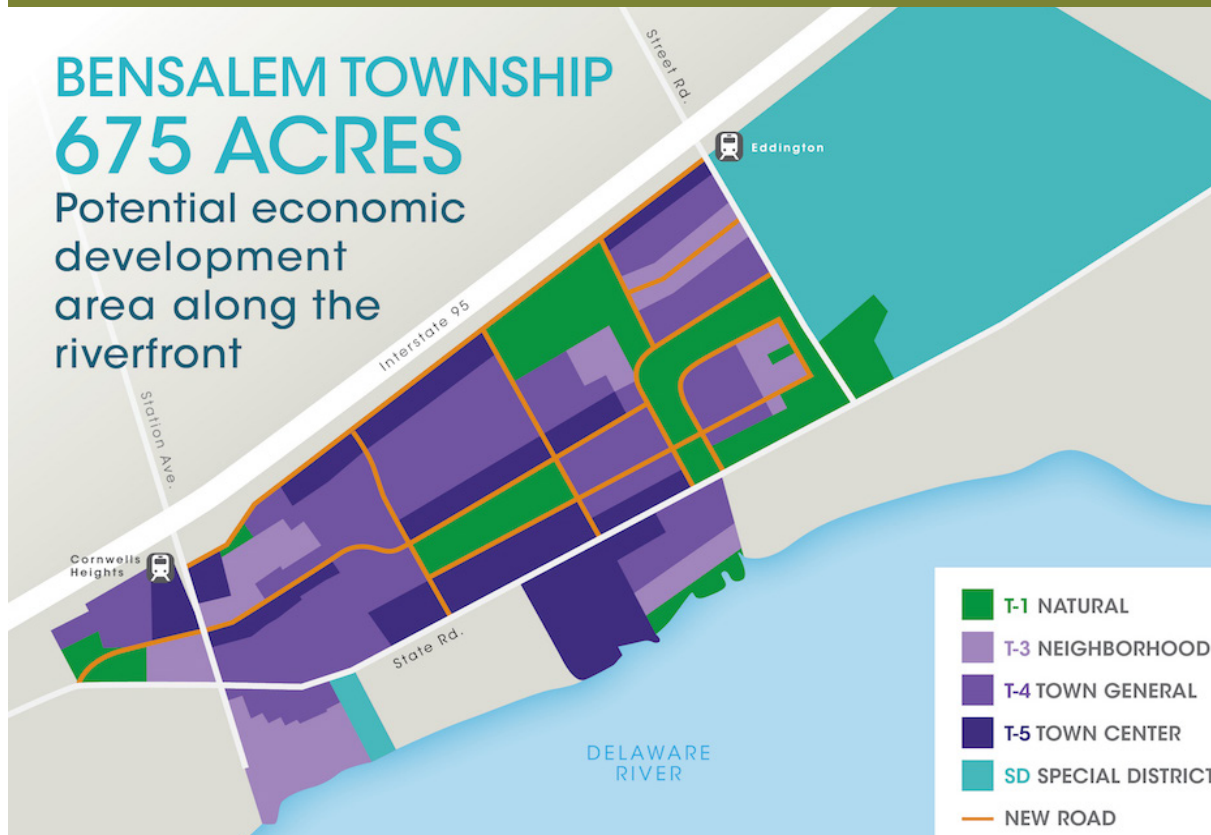 BENSALEM TOWNSHIP
675 ACRES
Potential economic
development
area along the
riverfront
Street Rd.
Eddington
Interstate 95
Station Ave.
Cornwells
Heights
State Rd.
DELAWARE
RIVER
T-1 NATURAL
T-3 NEIGHBORHOOD
T-4 TOWN GENERAL
T-5 TOWN CENTER
SD SPECIAL DISTRICT
NEW ROAD